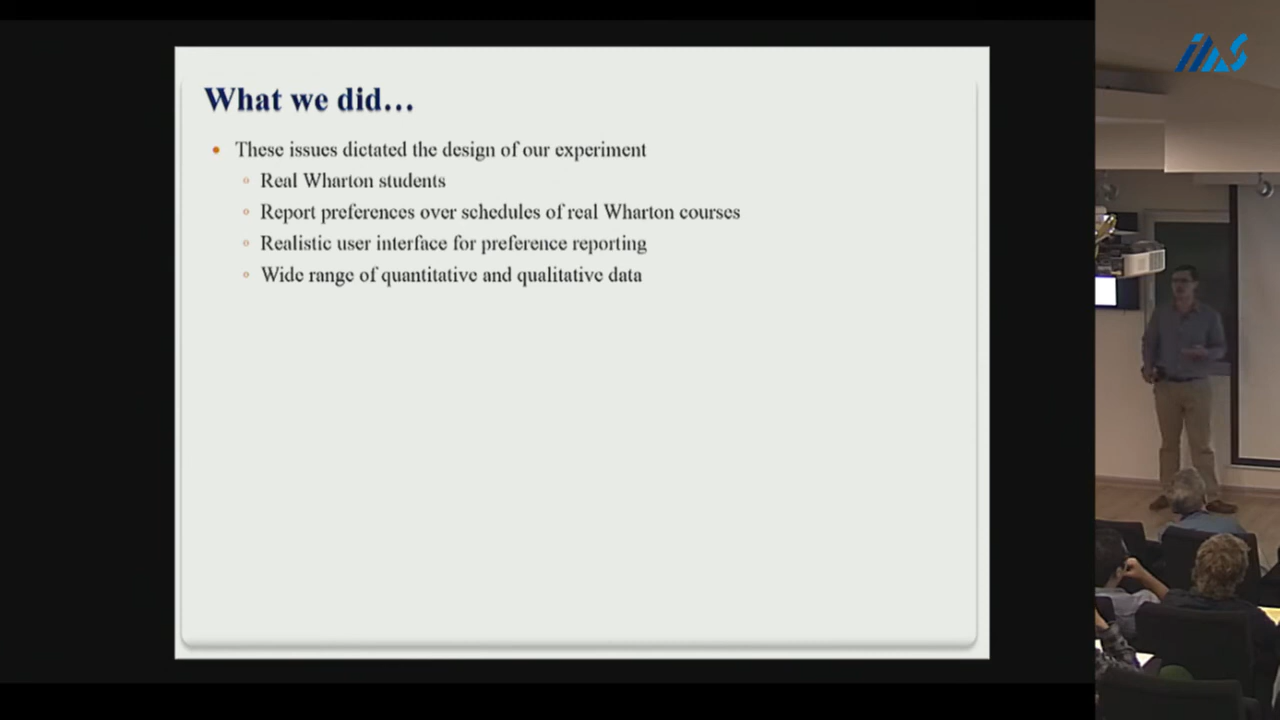 IIAS
What we did…
• These issues dictated the design of our experiment
◦ Real Wharton students
◦ Report preferences over schedules of real Wharton courses
◦ Realistic user interface for preference reporting
◦ Wide range of quantitative and qualitative data